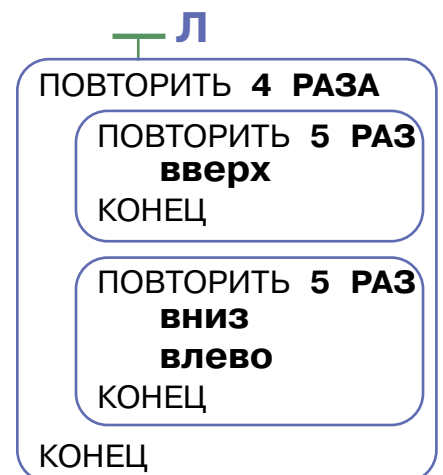 Л
ПОВТОРИТЬ 4 РАЗА
ПОВТОРИТЬ 5 РАЗ
вверх
КОНЕЦ
ПОВТОРИТЬ 5 РАЗ
вниз
влево
КОНЕЦ
КОНЕЦ